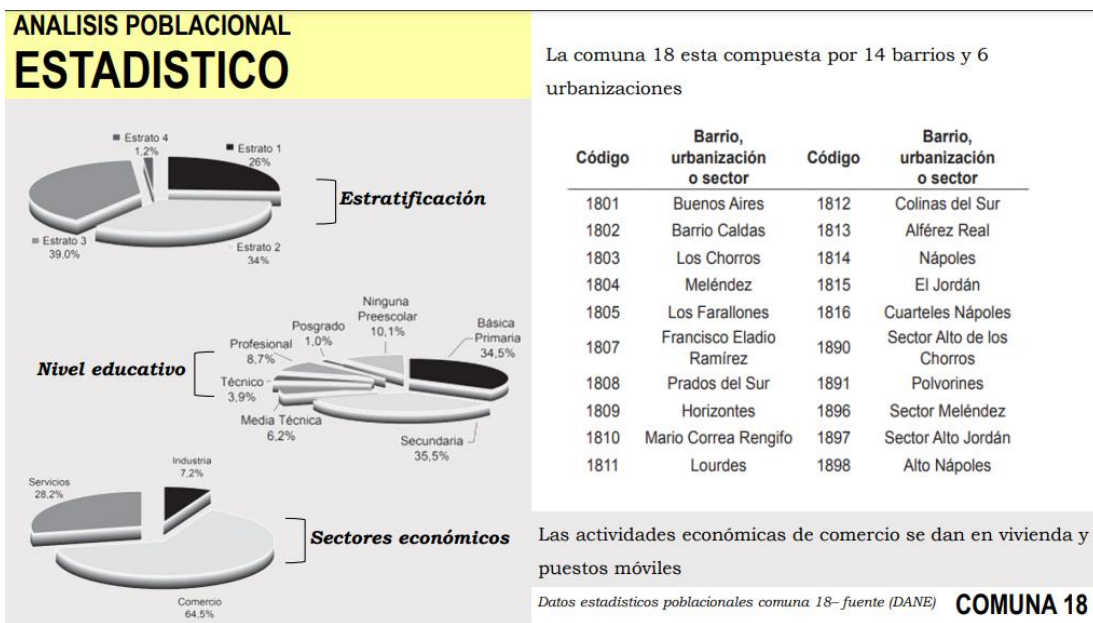 ANALISIS POBLACIONAL
ESTADISTICO
Estrato 4
1,2%
Estrato 1
26%
Estrato 3
39,0%
Estrato 2
34%
Estratificación
Ninguna
Preescolar
10,1%
Posgrado
1,0%
Básica
Primaria
34,5%
Profesional
8,7%
Técnico
3,9%
Media Técnica
6,2%
Secundaria
35,5%
Nivel educativo
Industria
7,2%
Servicios
28,2%
Comercio
64,5%
Sectores económicos
La comuna 18 esta compuesta por 14 barrios y 6
urbanizaciones
Código Barrio, urbanización o sector Código Barrio, urbanización o sector
1801 Buenos Aires 1812 Colinas del Sur
1802 Barrio Caldas 1813 Alférez Real
1803 Los Chorros 1814 Nápoles
1804 Meléndez 1815 El Jordán
1805 Los Farallones 1816 Cuarteles Nápoles
1807 Francisco Eladio Ramírez 1890 Sector Alto de los Chorros
1808 Prados del Sur 1891 Polvorines
1809 Horizontes 1896 Sector Meléndez
1810 Mario Correa Rengifo 1897 Sector Alto Jordán
1811 Lourdes 1898 Alto Nápoles
Las actividades económicas de comercio se dan en vivienda y
puestos móviles
Datos estadísticos poblacionales comuna 18– fuente (DANE)
COMUNA 18